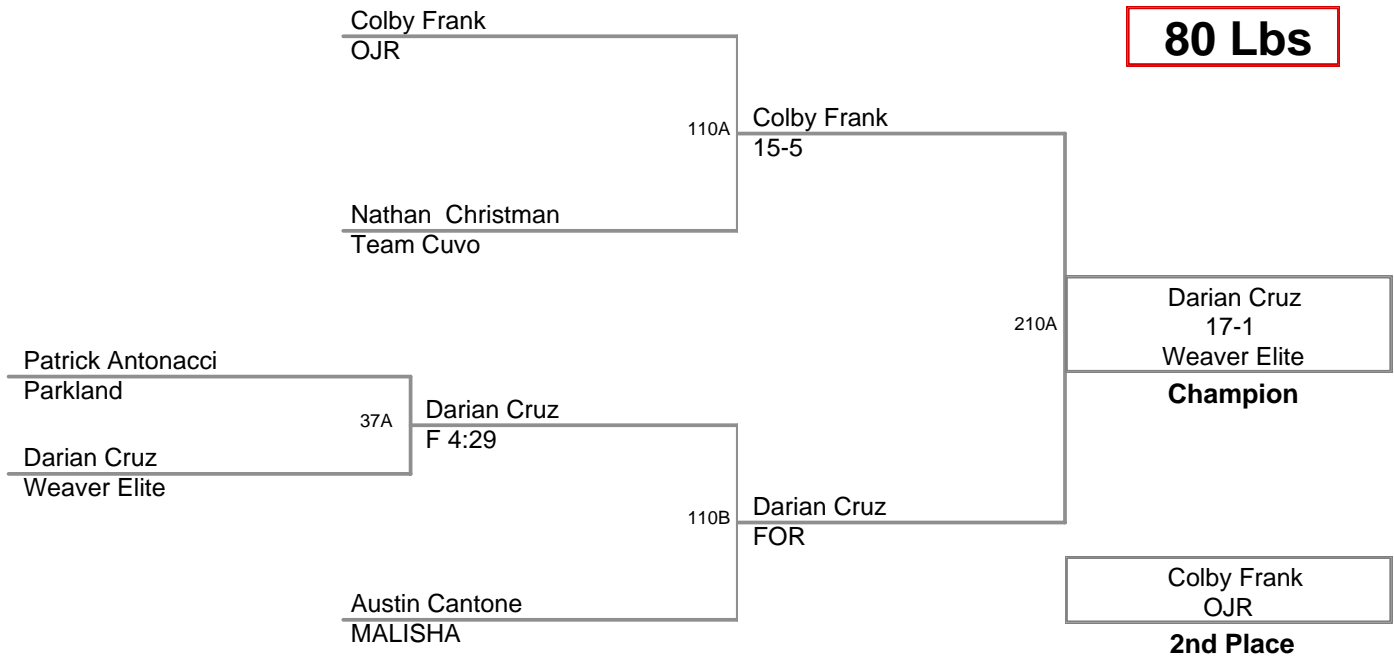 Colby Frank
OJR
80 Lbs
110A
Colby Frank
15-5
Nathan  Christman
Team Cuvo
Darian Cruz
17-1
Weaver Elite
Champion
210A
Patrick Antonacci
Parkland
37A
Darian Cruz
F 4:29
Darian Cruz
Weaver Elite
110B
Darian Cruz
FOR
Austin Cantone
MALISHA
Colby Frank
OJR
2nd Place